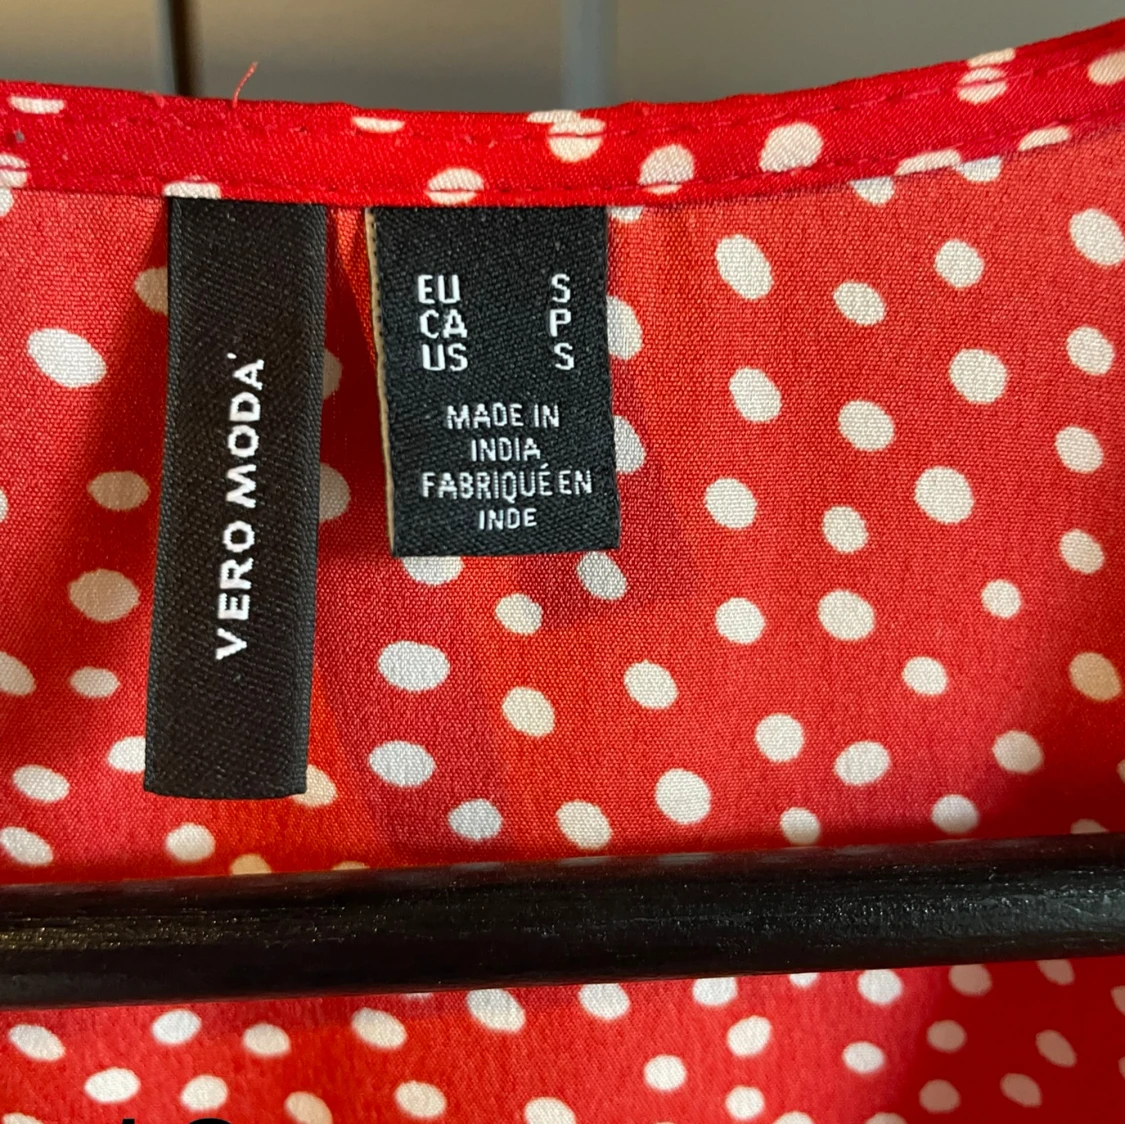 VERO MODA
EU S
CA P
US S
MADE IN
INDIA
FABRIQUÉ EN
INDE